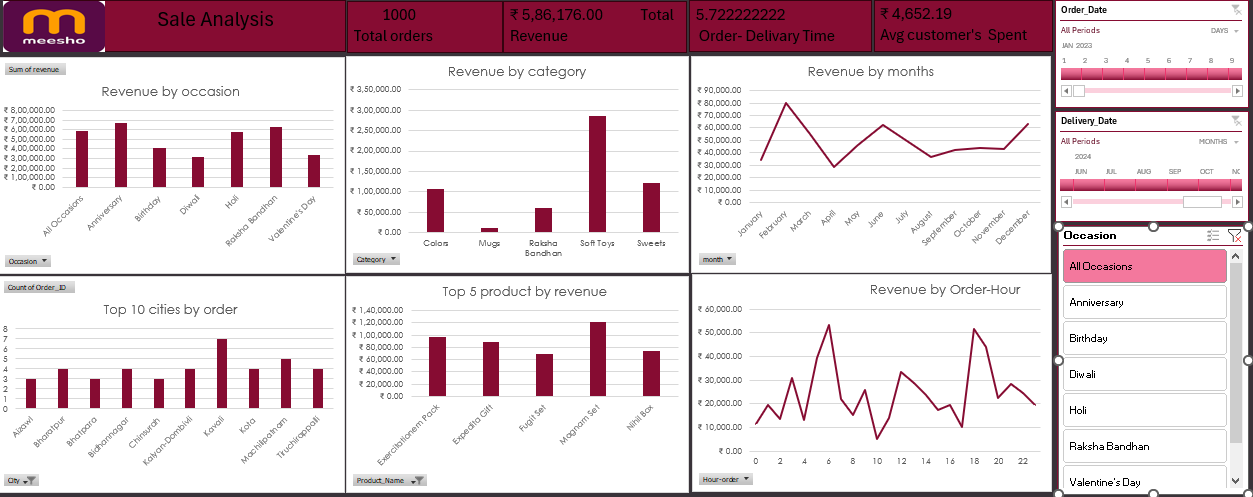 meesho
Sale Analysis
1000
Total orders
₹ 5,86,176.00 Total
Revenue
5.722222222
Order- Delivary Time
₹ 4,652.19
Avg customer's Spent
Order_Date
All Periods
DAYS
JAN 2023
1 2 3 4 5 6 7 8 9
Delivery_Date
All Periods
MONTHS
2024
JUN JUL AUG SEP OCT NC
Occasion
All Occasions
Anniversary
Birthday
Diwali
Holi
Raksha Bandhan
Valentine's Day
Sum of revenue
Revenue by occasion
₹ 8,00,000.00
₹ 7,00,000.00
₹ 6,00,000.00
₹ 5,00,000.00
₹ 4,00,000.00
₹ 3,00,000.00
₹ 2,00,000.00
₹ 1,00,000.00
₹ 0.00
All Occasions
Anniversary
Birthday
Diwali
Holi
Raksha Bandhan
Valentine's Day
Occasion
Revenue by category
₹ 3,50,000.00
₹ 3,00,000.00
₹ 2,50,000.00
₹ 2,00,000.00
₹ 1,50,000.00
₹ 1,00,000.00
₹ 50,000.00
₹ 0.00
Colors
Mugs
Raksha
Bandhan
Soft Toys
Sweets
Category
Revenue by months
₹ 90,000.00
₹ 80,000.00
₹ 70,000.00
₹ 60,000.00
₹ 50,000.00
₹ 40,000.00
₹ 30,000.00
₹ 20,000.00
₹ 10,000.00
₹ 0.00
January
February
March
April
May
June
July
August
September
October
November
December
month
Count of Order_ID
Top 10 cities by order
8
7
6
5
4
3
2
1
0
Aizawl
Bharatpur
Bhatpara
Bidhannagar
Chinsurah
Kalyan-Dombivli
Kavali
Kota
Machilipatnam
Tiruchirappalli
City
Top 5 product by revenue
₹ 1,40,000.00
₹ 1,20,000.00
₹ 1,00,000.00
₹ 80,000.00
₹ 60,000.00
₹ 40,000.00
₹ 20,000.00
₹ 0.00
Exercitationem Pack
Expedita Gift
Fugit Set
Magnam Set
Nihil Box
Product_Name
Revenue by Order-Hour
₹ 60,000.00
₹ 50,000.00
₹ 40,000.00
₹ 30,000.00
₹ 20,000.00
₹ 10,000.00
₹ 0.00
0 2 3 4 6 8 10 12 14 16 18 20 22
Hour-order